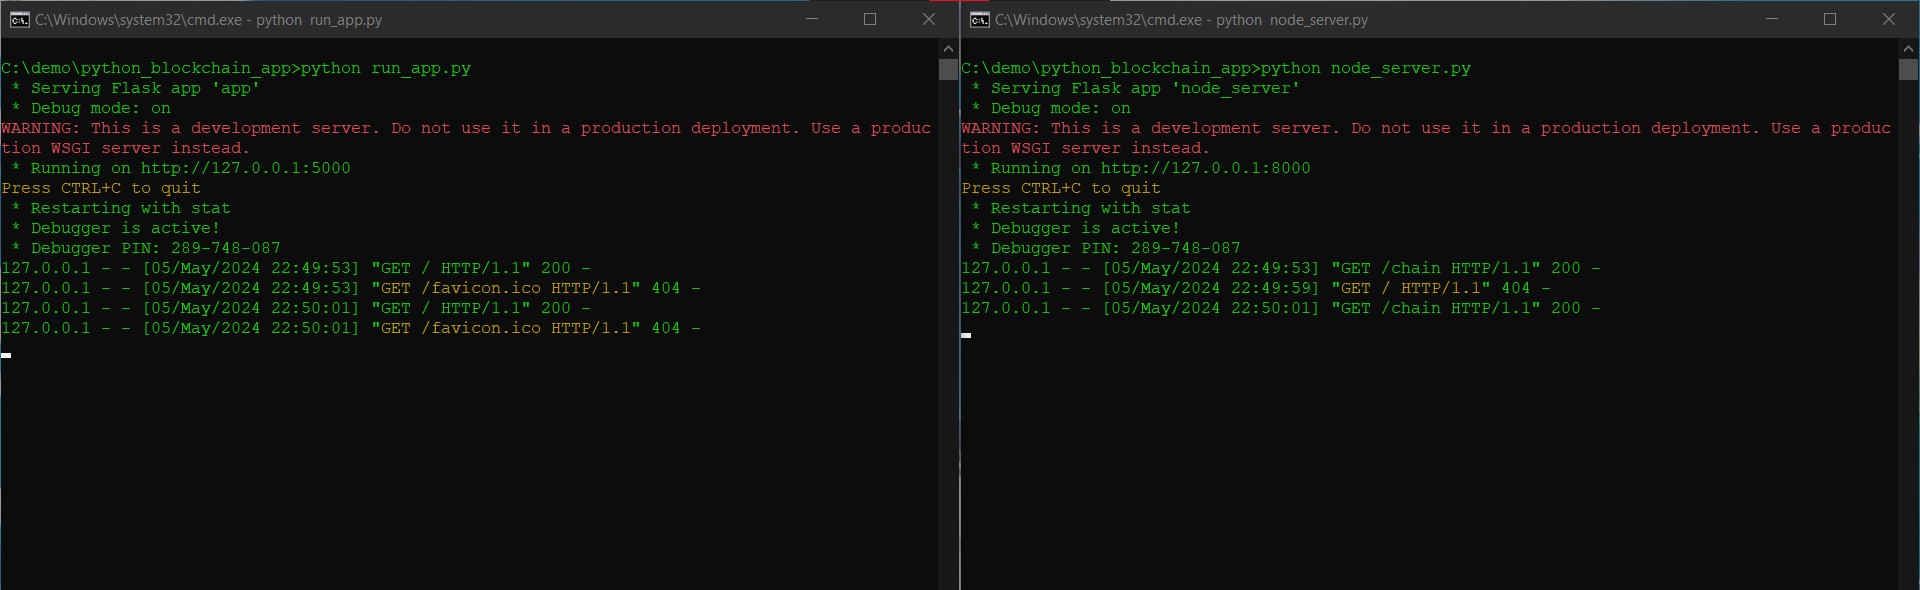 C:\Windows\system32\cmd.exe - python  run_app.py
C:\demo\python_blockchain_app>python run_app.py
 * Serving Flask app 'app'
 * Debug mode: on
WARNING: This is a development server. Do not use it in a production deployment. Use a produc
tion WSGI server instead.
 * Running on http://127.0.0.1:5000
Press CTRL+C to quit
 * Restarting with stat
 * Debugger is active!
 * Debugger PIN: 289-748-087
127.0.0.1 - - [05/May/2024 22:49:53] "GET / HTTP/1.1" 200 -
127.0.0.1 - - [05/May/2024 22:49:53] "GET /favicon.ico HTTP/1.1" 404 -
127.0.0.1 - - [05/May/2024 22:50:01] "GET / HTTP/1.1" 200 -
127.0.0.1 - - [05/May/2024 22:50:01] "GET /favicon.ico HTTP/1.1" 404 -
C:\Windows\system32\cmd.exe - python  node_server.py
C:\demo\python_blockchain_app>python node_server.py
 * Serving Flask app 'node_server'
 * Debug mode: on
WARNING: This is a development server. Do not use it in a production deployment. Use a produc
tion WSGI server instead.
 * Running on http://127.0.0.1:8000
Press CTRL+C to quit
 * Restarting with stat
 * Debugger is active!
 * Debugger PIN: 289-748-087
127.0.0.1 - - [05/May/2024 22:49:53] "GET /chain HTTP/1.1" 200 -
127.0.0.1 - - [05/May/2024 22:49:59] "GET / HTTP/1.1" 404 -
127.0.0.1 - - [05/May/2024 22:50:01] "GET /chain HTTP/1.1" 200 -